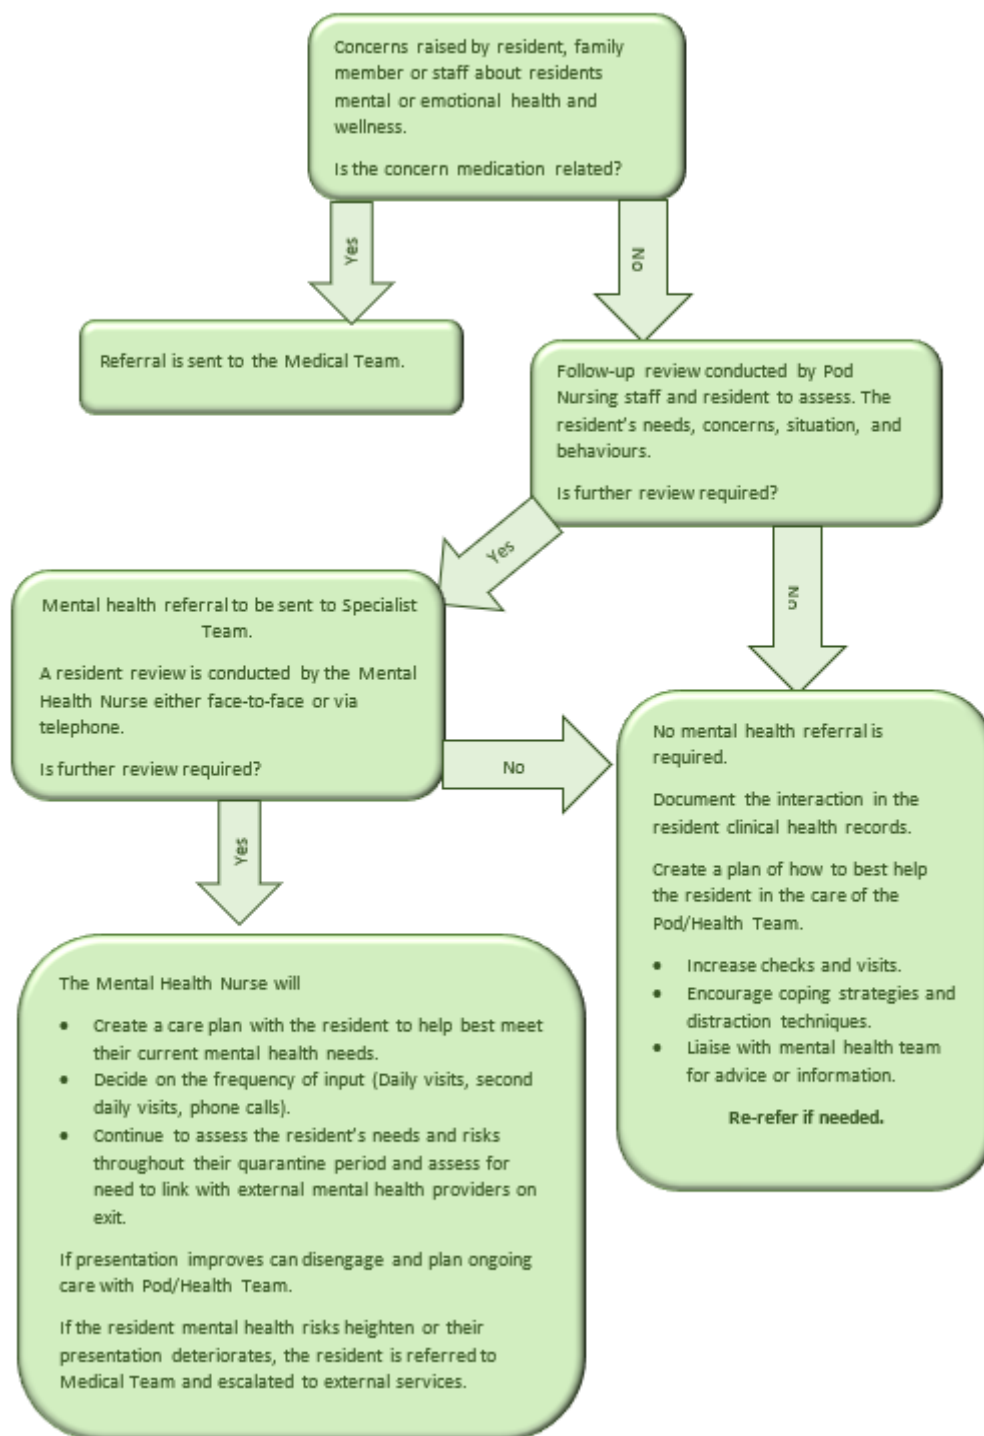 Concerns raised by resident, family
member or staff about residents
mental or emotional health and
wellness.
Is the concern medication related?
Yes
No
Referral is sent to the Medical Team.
Follow-up review conducted by Pod
Nursing staff and resident to assess. The
resident's needs, concerns, situation, and
behaviours.
Is further review required?
Yes
No
Mental health referral to be sent to Specialist
Team.
A resident review is conducted by the Mental
Health Nurse either face-to-face or via
telephone.
Is further review required?
No
Yes
No mental health referral is
required.
Document the interaction in the
resident clinical health records.
Create a plan of how to best help
the resident in the care of the
Pod/Health Team.
• Increase checks and visits.
• Encourage coping strategies and
distraction techniques.
• Liaise with mental health team
for advice or information.
Re-refer if needed.
The Mental Health Nurse will
• Create a care plan with the resident to help best meet
their current mental health needs.
• Decide on the frequency of input (Daily visits, second
daily visits, phone calls).
• Continue to assess the resident's needs and risks
throughout their quarantine period and assess for
need to link with external mental health providers on
exit.
If presentation improves can disengage and plan ongoing
care with Pod/Health Team.
If the resident mental health risks heighten or their
presentation deteriorates, the resident is referred to
Medical Team and escalated to external services.